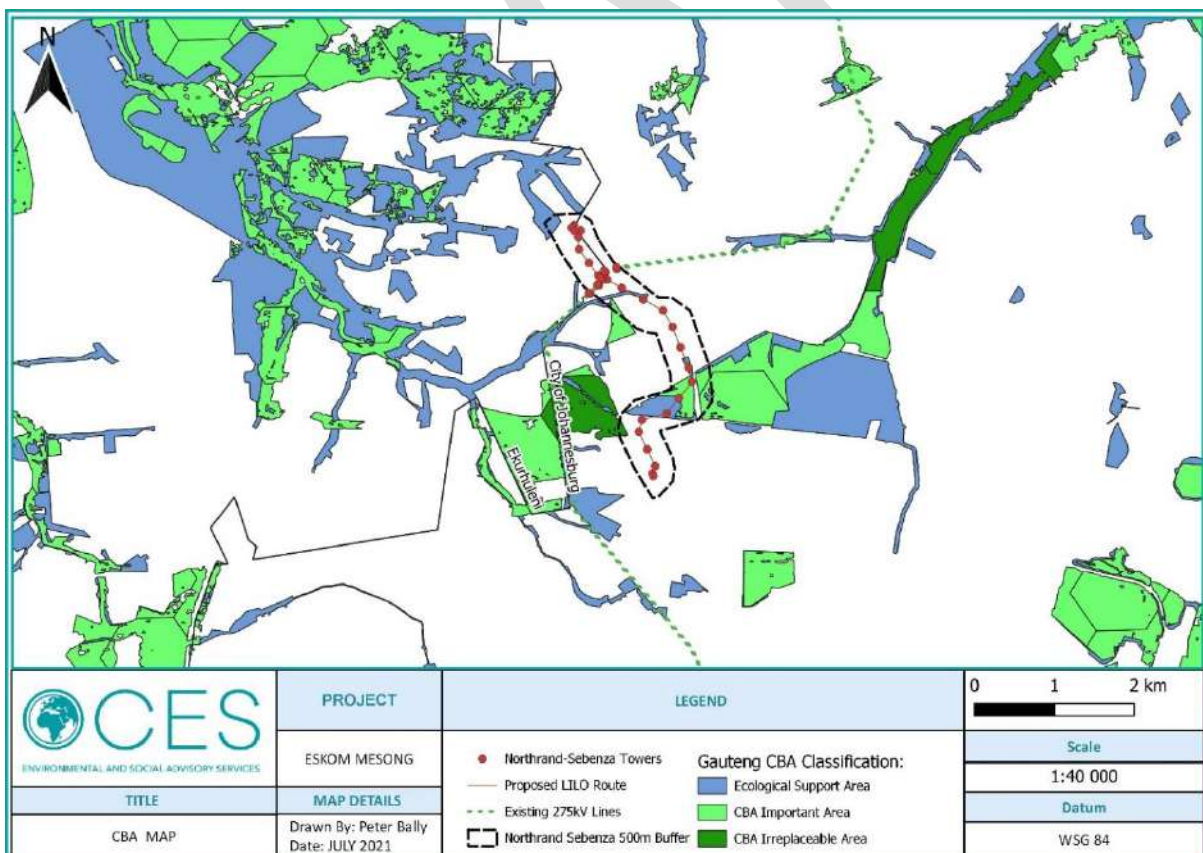 N
City of Johannesburg
Ekurhuleni
CES
ENVIRONMENTAL AND SOCIAL ADVISORY SERVICES
TITLE
CBA MAP
PROJECT
ESKOM MESONG
MAP DETAILS
Drawn By: Peter Bally
Date: JULY 2021
LEGEND
Northrand-Sebenza Towers
Proposed LILO Route
Existing 275kV Lines
Northrand Sebenza 500m Buffer
Gauteng CBA Classification:
Ecological Support Area
CBA Important Area
CBA Irreplaceable Area
0 1 2 km
Scale
1:40 000
Datum
WSG 84